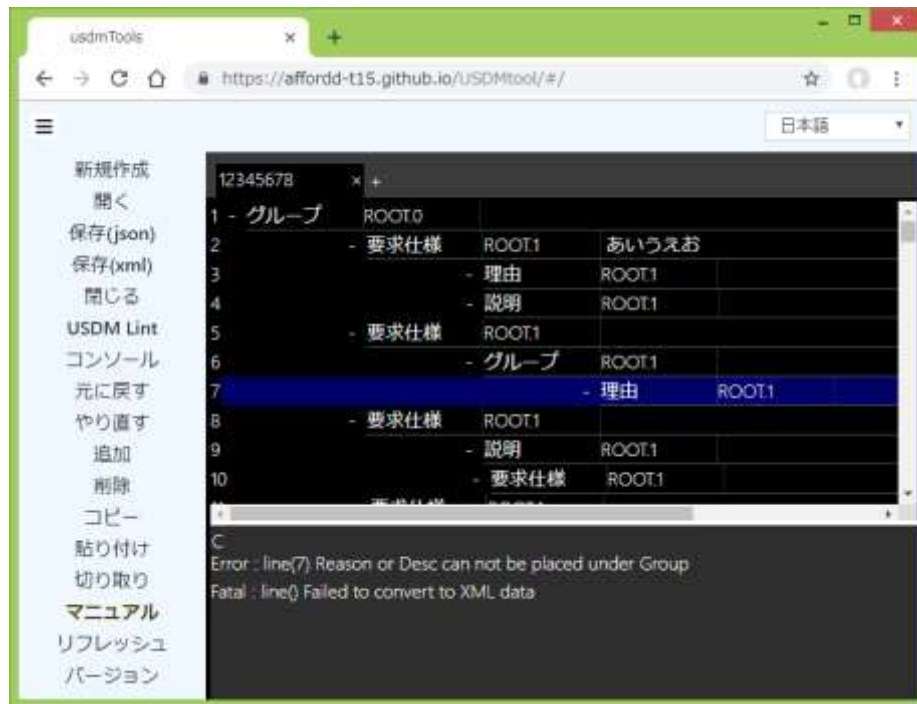 usdmTools
https://affordd-t15.github.io/USDMtool/#/
日本語
新規作成
開く
保存(json)
保存(xml)
閉じる
USDM Lint
コンソール
元に戻す
やり直す
追加
削除
コピー
貼り付け
切り取り
マニュアル
リフレッシュ
バージョン
12345678 × +
1 - グループ ROOT.0
2 - 要求仕様 ROOT.1 あいうえお
3 - 理由 ROOT.1
4 - 説明 ROOT.1
5 - 要求仕様 ROOT.1
6 - グループ ROOT.1
7 - 理由 ROOT.1
8 - 要求仕様 ROOT.1
9 - 説明 ROOT.1
10 - 要求仕様 ROOT.1
C
Error : line(7) Reason or Desc can not be placed under Group
Fatal : line() Failed to convert to XML data